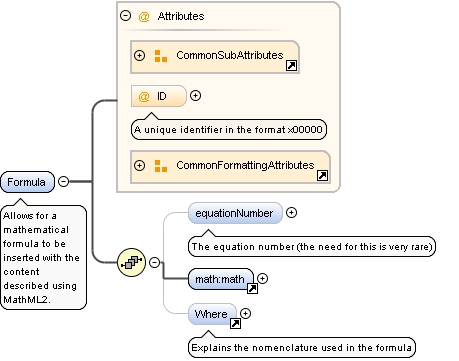 Attributes
CommonSubAttributes
@ ID
A unique identifier in the format x00000
CommonFormattingAttributes
Formula
Allows for a
mathematical
formula to be
inserted with the
content
described using
MathML2.
equationNumber
The equation number (the need for this is very rare)
math:math
Where
Explains the nomenclature used in the formula